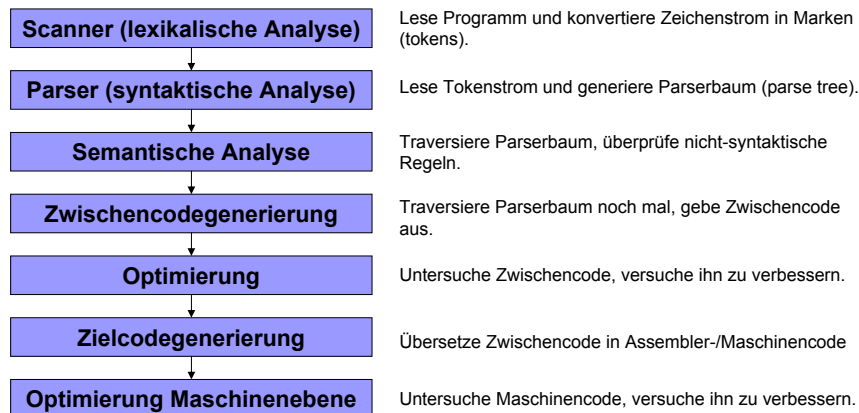 Scanner (lexikalische Analyse)
Lese Programm und konvertiere Zeichenstrom in Marken
(tokens).
Parser (syntaktische Analyse)
Lese Tokenstrom und generiere Parserbaum (parse tree).
Semantische Analyse
Traversiere Parserbaum, überprüfe nicht-syntaktische
Regeln.
Zwischencodegenerierung
Traversiere Parserbaum noch mal, gebe Zwischencode
aus.
Optimierung
Untersuche Zwischencode, versuche ihn zu verbessern.
Zielcodegenerierung
Übersetze Zwischencode in Assembler-/Maschinencode
Optimierung Maschinenebene
Untersuche Maschinencode, versuche ihn zu verbessern.